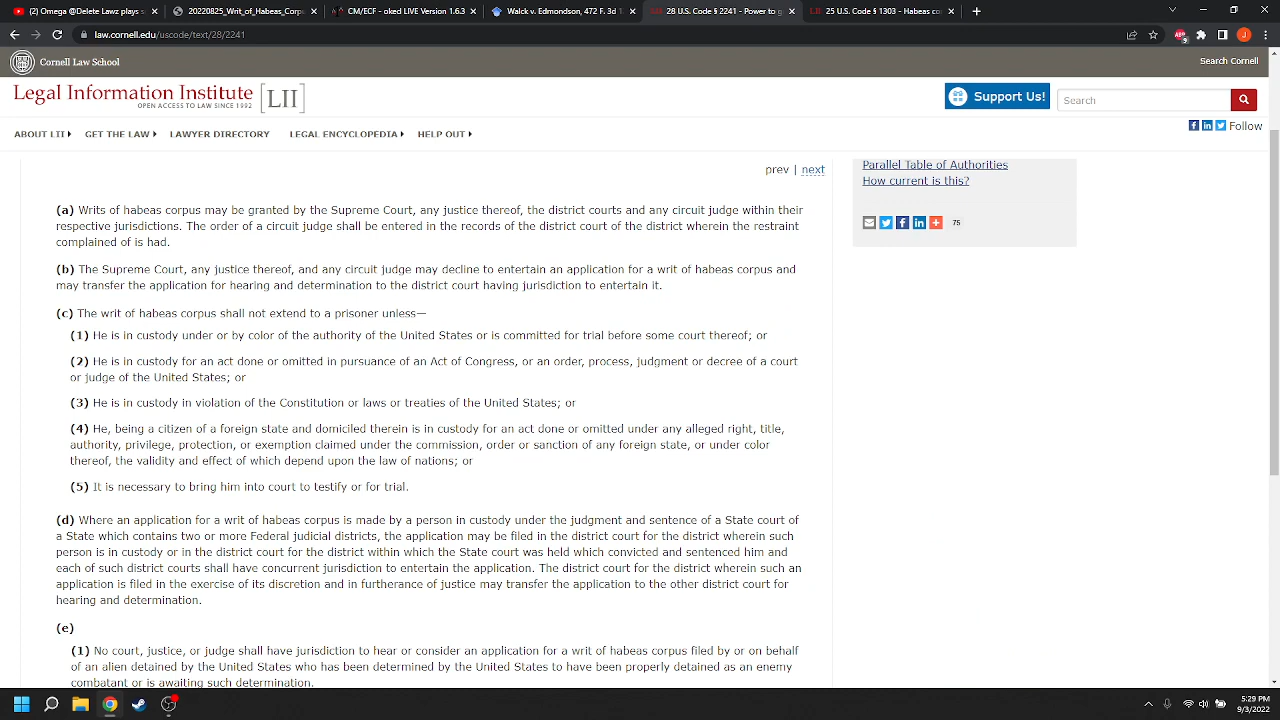 (2) Omega @Delew Law plays s
20220825_Writ_of_Habeas_Corpu
CM/ECF - oled LIVE Version 1.6.3
Walck v. Edmondson, 472 F. 3d 1
28 U.S. Code § 2241 - Power to g
25 U.S. Code § 1303 - Habeas co
law.cornell.edu/uscode/text/28/2241
Cornell Law School
Search Cornell
Legal Information Institute [LII]
OPEN ACCESS TO LAW SINCE 1992
Support Us!
Search
ABOUT LII GET THE LAW LAWYER DIRECTORY LEGAL ENCYCLOPEDIA HELP OUT
Follow
prev | next
Parallel Table of Authorities
How current is this?
75
(a) Writs of habeas corpus may be granted by the Supreme Court, any justice thereof, the district courts and any circuit judge within their
respective jurisdictions. The order of a circuit judge shall be entered in the records of the district court of the district wherein the restraint
complained of is had.
(b) The Supreme Court, any justice thereof, and any circuit judge may decline to entertain an application for a writ of habeas corpus and
may transfer the application for hearing and determination to the district court having jurisdiction to entertain it.
(c) The writ of habeas corpus shall not extend to a prisoner unless—
(1) He is in custody under or by color of the authority of the United States or is committed for trial before some court thereof; or
(2) He is in custody for an act done or omitted in pursuance of an Act of Congress, or an order, process, judgment or decree of a court
or judge of the United States; or
(3) He is in custody in violation of the Constitution or laws or treaties of the United States; or
(4) He, being a citizen of a foreign state and domiciled therein is in custody for an act done or omitted under any alleged right, title,
authority, privilege, protection, or exemption claimed under the commission, order or sanction of any foreign state, or under color
thereof, the validity and effect of which depend upon the law of nations; or
(5) It is necessary to bring him into court to testify or for trial.
(d) Where an application for a writ of habeas corpus is made by a person in custody under the judgment and sentence of a State court of
a State which contains two or more Federal judicial districts, the application may be filed in the district court for the district wherein such
person is in custody or in the district court for the district within which the State court was held which convicted and sentenced him and
each of such district courts shall have concurrent jurisdiction to entertain the application. The district court for the district wherein such an
application is filed in the exercise of its discretion and in furtherance of justice may transfer the application to the other district court for
hearing and determination.
(e)
(1) No court, justice, or judge shall have jurisdiction to hear or consider an application for a writ of habeas corpus filed by or on behalf
of an alien detained by the United States who has been determined by the United States to have been properly detained as an enemy
combatant or is awaiting such determination.
5:29 PM
9/3/2022